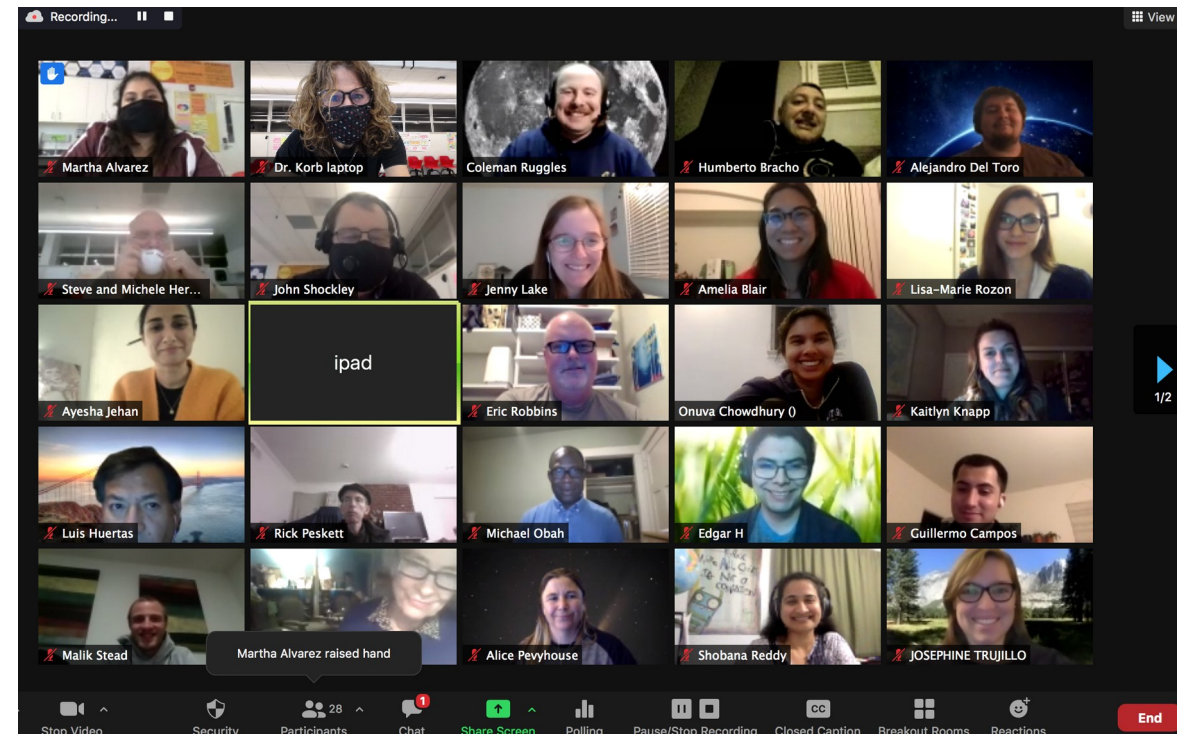 Recording...
View
Martha Alvarez
Dr. Korb laptop
Coleman Ruggles
Humberto Bracho
Alejandro Del Toro
Steve and Michele Her...
John Shockley
Jenny Lake
Amelia Blair
Lisa-Marie Rozon
Ayesha Jehan
ipad
Eric Robbins
Onuva Chowdhury ()
Kaitlyn Knapp
1/2
Luis Huertas
Rick Peskett
Michael Obah
Edgar H
Guillermo Campos
Malik Stead
Martha Alvarez raised hand
Alice Pevyhouse
Shobana Reddy
JOSEPHINE TRUJILLO
28
1
CC
End
Stop Video
Security
Participants
Chat
Share Screen
Polling
Pause/Stop Recording
Closed Caption
Breakout Rooms
Reactions